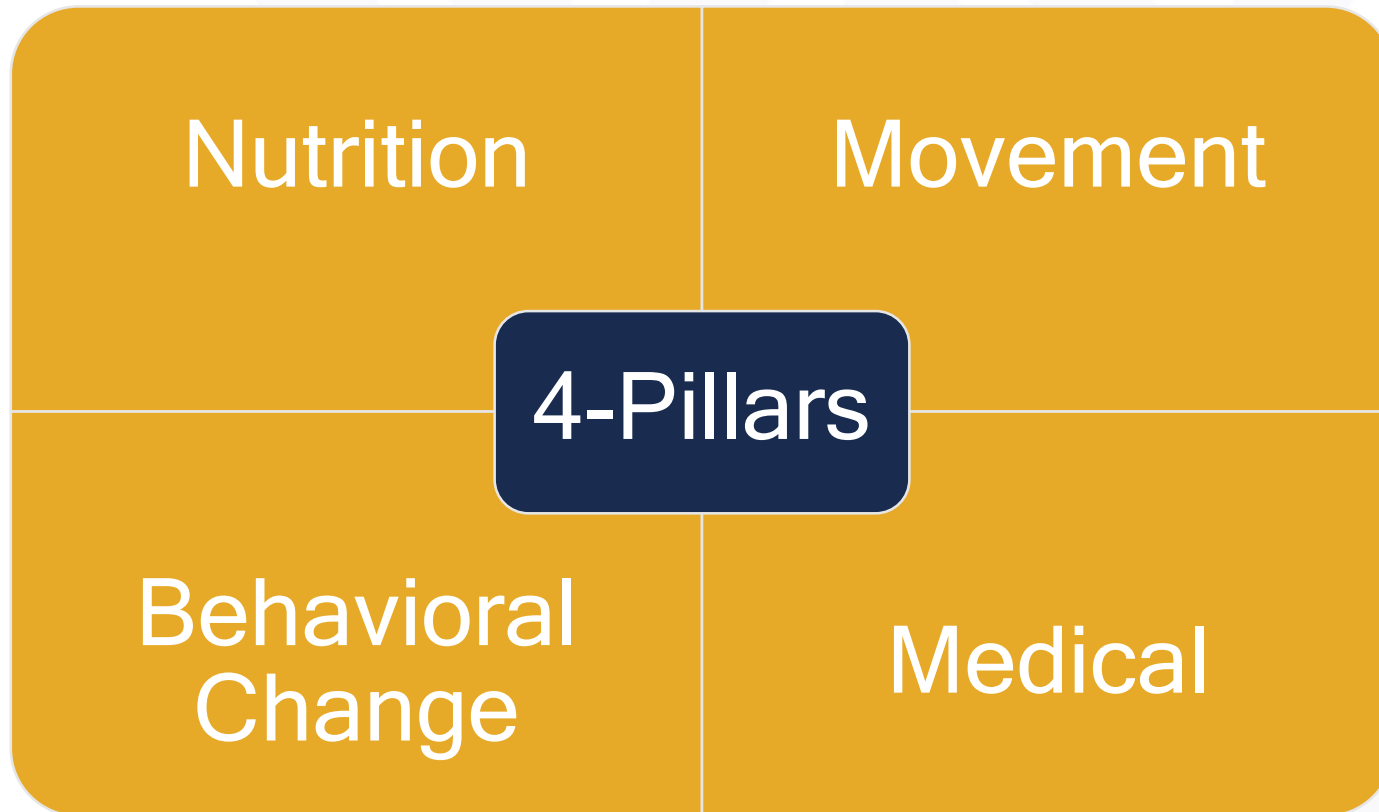 Nutrition
Movement
4-Pillars
Behavioral
Change
Medical